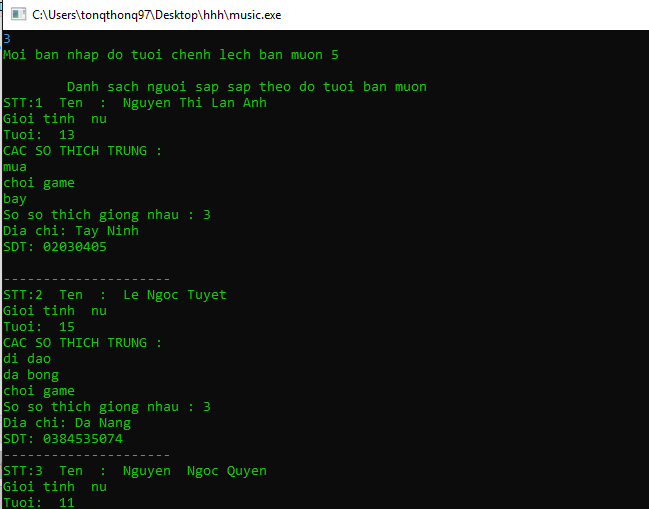 C:\Users\tonqthonq97\Desktop\hhh\music.exe
3
Moi ban nhap do tuoi chenh lech ban muon 5
Danh sach nguoi sap sap theo do tuoi ban muon
STT:1  Ten  :  Nguyen Thi Lan Anh
Gioi tinh  nu
Tuoi:  13
CAC SO THICH TRUNG :
mua
choi game
bay
So so thich giong nhau : 3
Dia chi: Tay Ninh
SDT: 02030405
---------------------
STT:2  Ten  :  Le Ngoc Tuyet
Gioi tinh  nu
Tuoi:  15
CAC SO THICH TRUNG :
di dao
da bong
choi game
So so thich giong nhau : 3
Dia chi: Da Nang
SDT: 0384535074
---------------------
STT:3  Ten  :  Nguyen  Ngoc Quyen
Gioi tinh  nu
Tuoi:  11